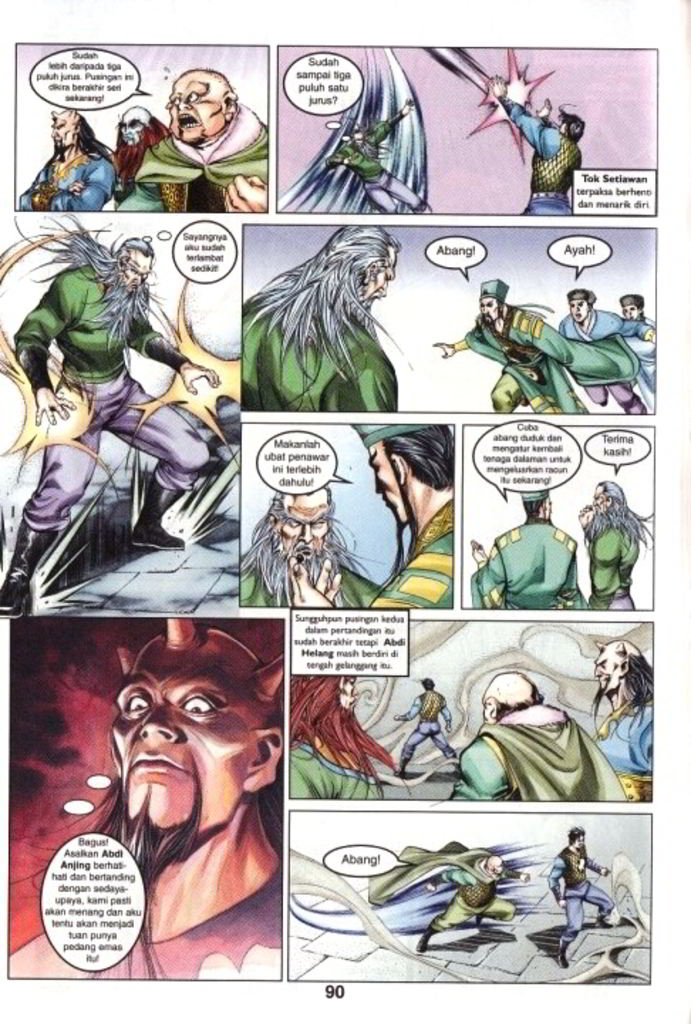 Sudah
lebih daripada tiga
puluh jurus. Pusingan ini
dikira berakhir seri
sekarang!
Sudah
sampai tiga
puluh satu
jurus?
Tok Setiawan
terpaksa berhenti
dan menarik diri.
Sayangnya
aku sudah
terlambat
sedikit!
Abang!
Ayah!
Makanlah
ubat penawar
ini terlebih
dahulu!
Cuba
abang duduk dan
mengatur kembali
tenaga dalaman untuk
mengeluarkan racun
itu sekarang!
Terima
kasih!
Sungguhpun pusingan kedua
dalam pertandingan itu
sudah berakhir tetapi Abdi
Helang masih berdiri di
tengah gelanggang itu.
Bagus!
Asalkan Abdi
Anjing berhati-
hati dan bertanding
dengan sedaya-
upaya, kami pasti
akan menang dan aku
tentu akan menjadi
tuan punya
pedang emas
itu!
Abang!
90